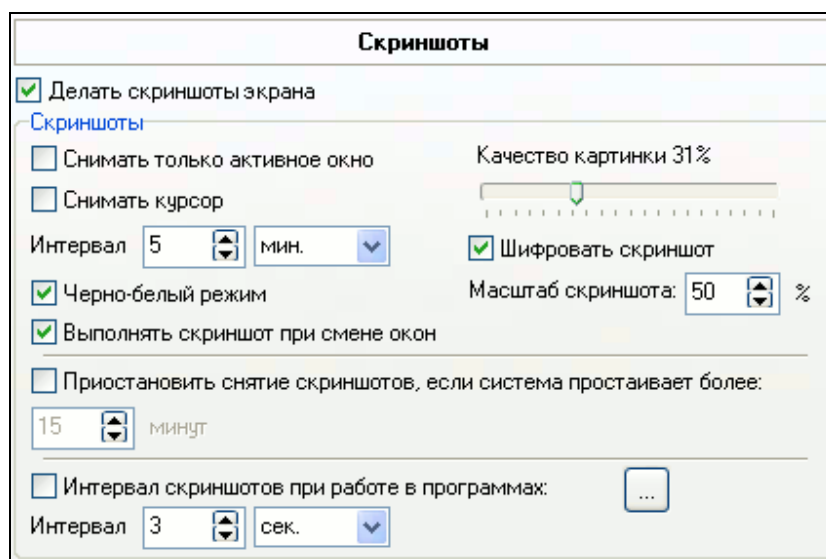 Скриншоты
Делать скриншоты экрана
Скриншоты
Снимать только активное окно
Качество картинки 31%
Снимать курсор
Интервал 5 мин.
Шифровать скриншот
Черно-белый режим
Масштаб скриншота: 50 %
Выполнять скриншот при смене окон
Приостановить снятие скриншотов, если система простаивает более:
15 минут
Интервал скриншотов при работе в программах: ...
Интервал 3 сек.